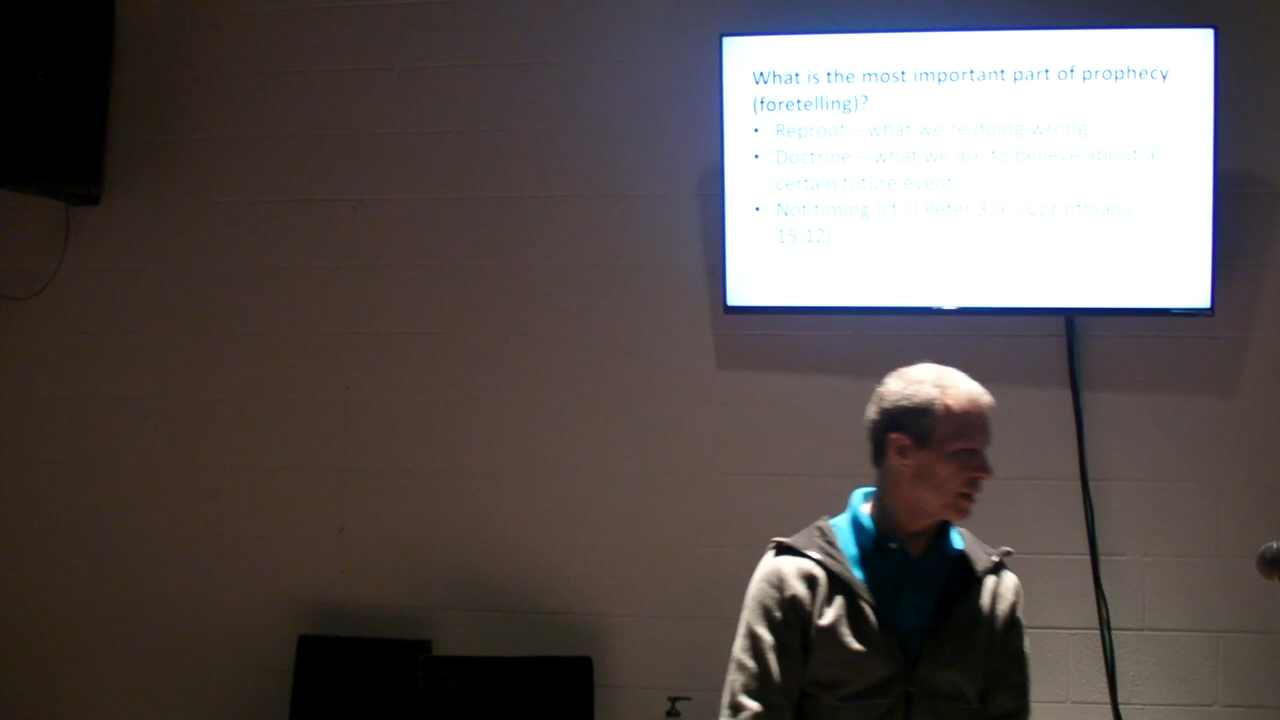 What is the most important part of prophecy
(foretelling)?
• Reproof – what we're doing wrong
• Doctrine – what we are to believe about a
certain future event
• Not timing (cf. II Peter 3:9, I Corinthians
15:12)